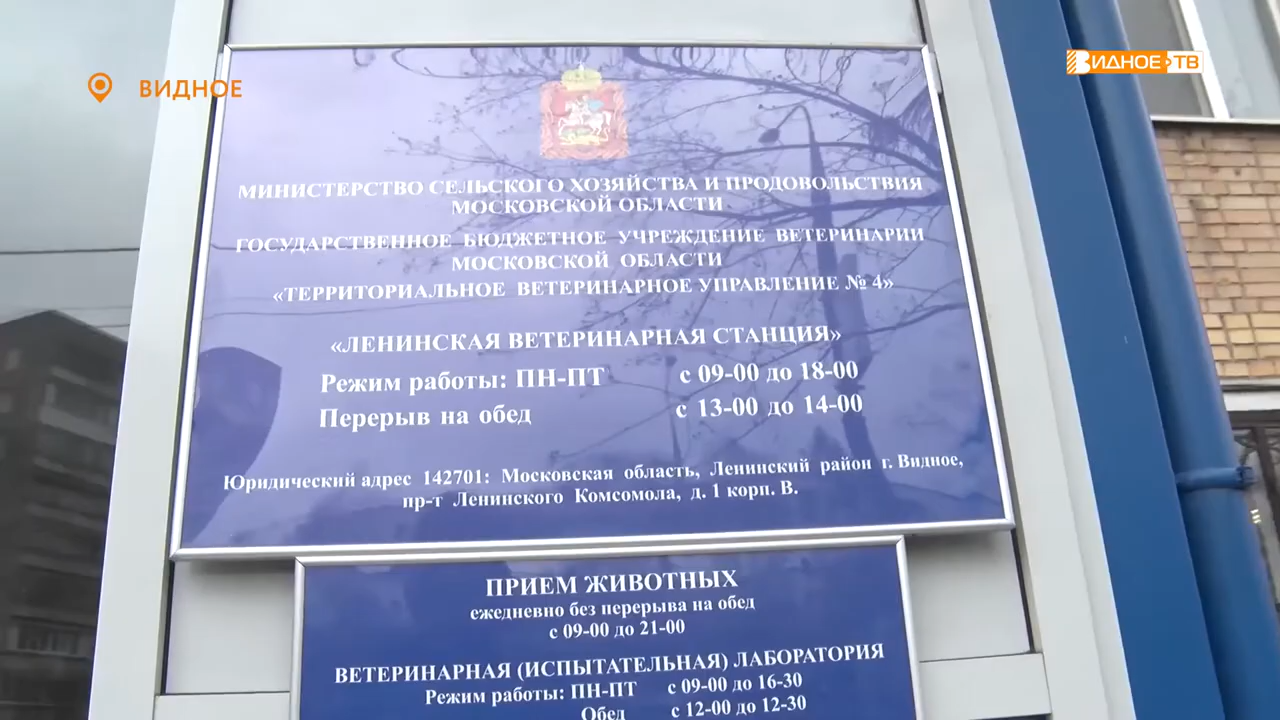 ВИДНОЕ
ВИДНОЕ ТВ
МИНИСТЕРСТВО СЕЛЬСКОГО ХОЗЯЙСТВА И ПРОДОВОЛЬСТВИЯ
МОСКОВСКОЙ ОБЛАСТИ
ГОСУДАРСТВЕННОЕ БЮДЖЕТНОЕ УЧРЕЖДЕНИЕ ВЕТЕРИНАРИИ
МОСКОВСКОЙ ОБЛАСТИ
«ТЕРРИТОРИАЛЬНОЕ ВЕТЕРИНАРНОЕ УПРАВЛЕНИЕ № 4»
«ЛЕНИНСКАЯ ВЕТЕРИНАРНАЯ СТАНЦИЯ»
Режим работы: ПН-ПТ с 09-00 до 18-00
Перерыв на обед с 13-00 до 14-00
Юридический адрес 142701: Московская область, Ленинский район г. Видное,
пр-т Ленинского Комсомола, д. 1 корп. В.
ПРИЕМ ЖИВОТНЫХ
ежедневно без перерыва на обед
с 09-00 до 21-00
ВЕТЕРИНАРНАЯ (ИСПЫТАТЕЛЬНАЯ) ЛАБОРАТОРИЯ
Режим работы: ПН-ПТ с 09-00 до 16-30
Обед с 12-00 до 12-30